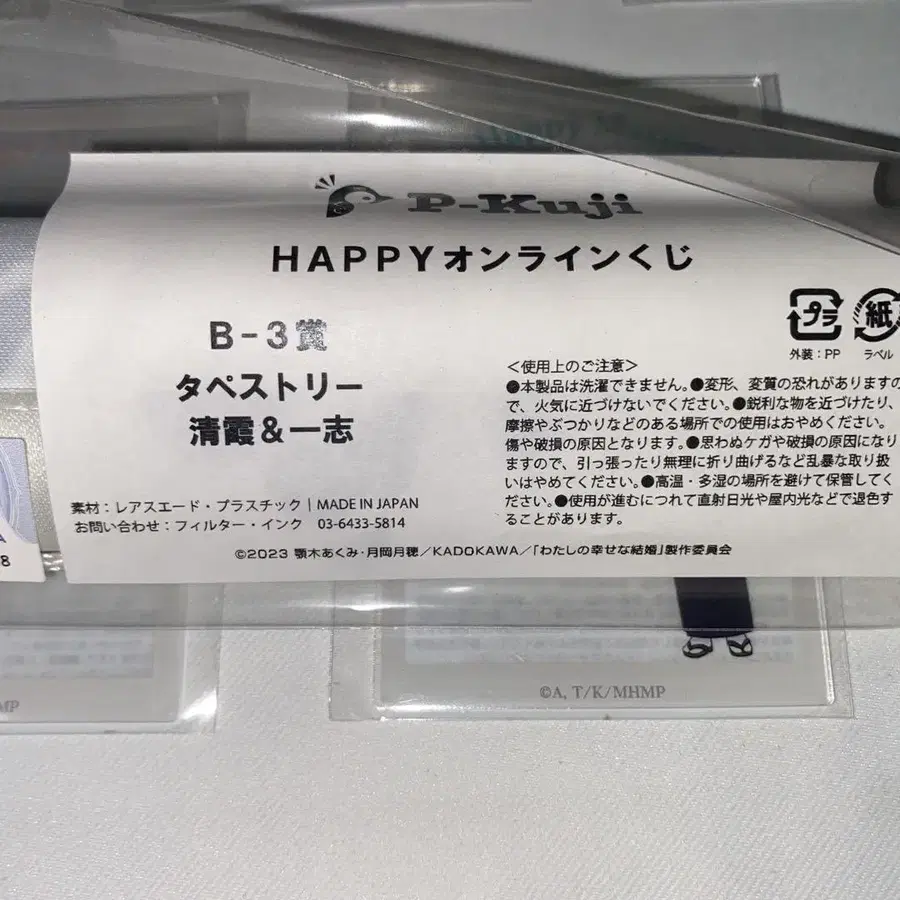 Happy
P-Kuji
HAPPYオンラインくじ
B-3賞
タペストリー
清霞&一志
プラ
紙
外装:PP
ラベル
<使用上のご注意>
●本製品は洗濯できません。●変形、変質の恐れがありますの
で、火気に近づけないでください。●鋭利な物を近づけたり、
摩擦やぶつかりなどのある場所での使用はおやめください。
傷や破損の原因となります。●思わぬケガや破損の原因になり
ますので、引っ張ったり無理に折り曲げるなど乱暴な取り扱
いはやめてください。●高温・多湿の場所を避けて保管してく
ださい。●使用が進むにつれて直射日光や屋内光などで退色す
ることがあります。
素材:レアスエード・プラスチック|MADE IN JAPAN
お問い合わせ:フィルター・インク 03-6433-5814
©2023 顎木あくみ・月岡月穂/KADOKAWA/「わたしの幸せな結婚」製作委員会
A
8
MP
©A, T/K/MHMP